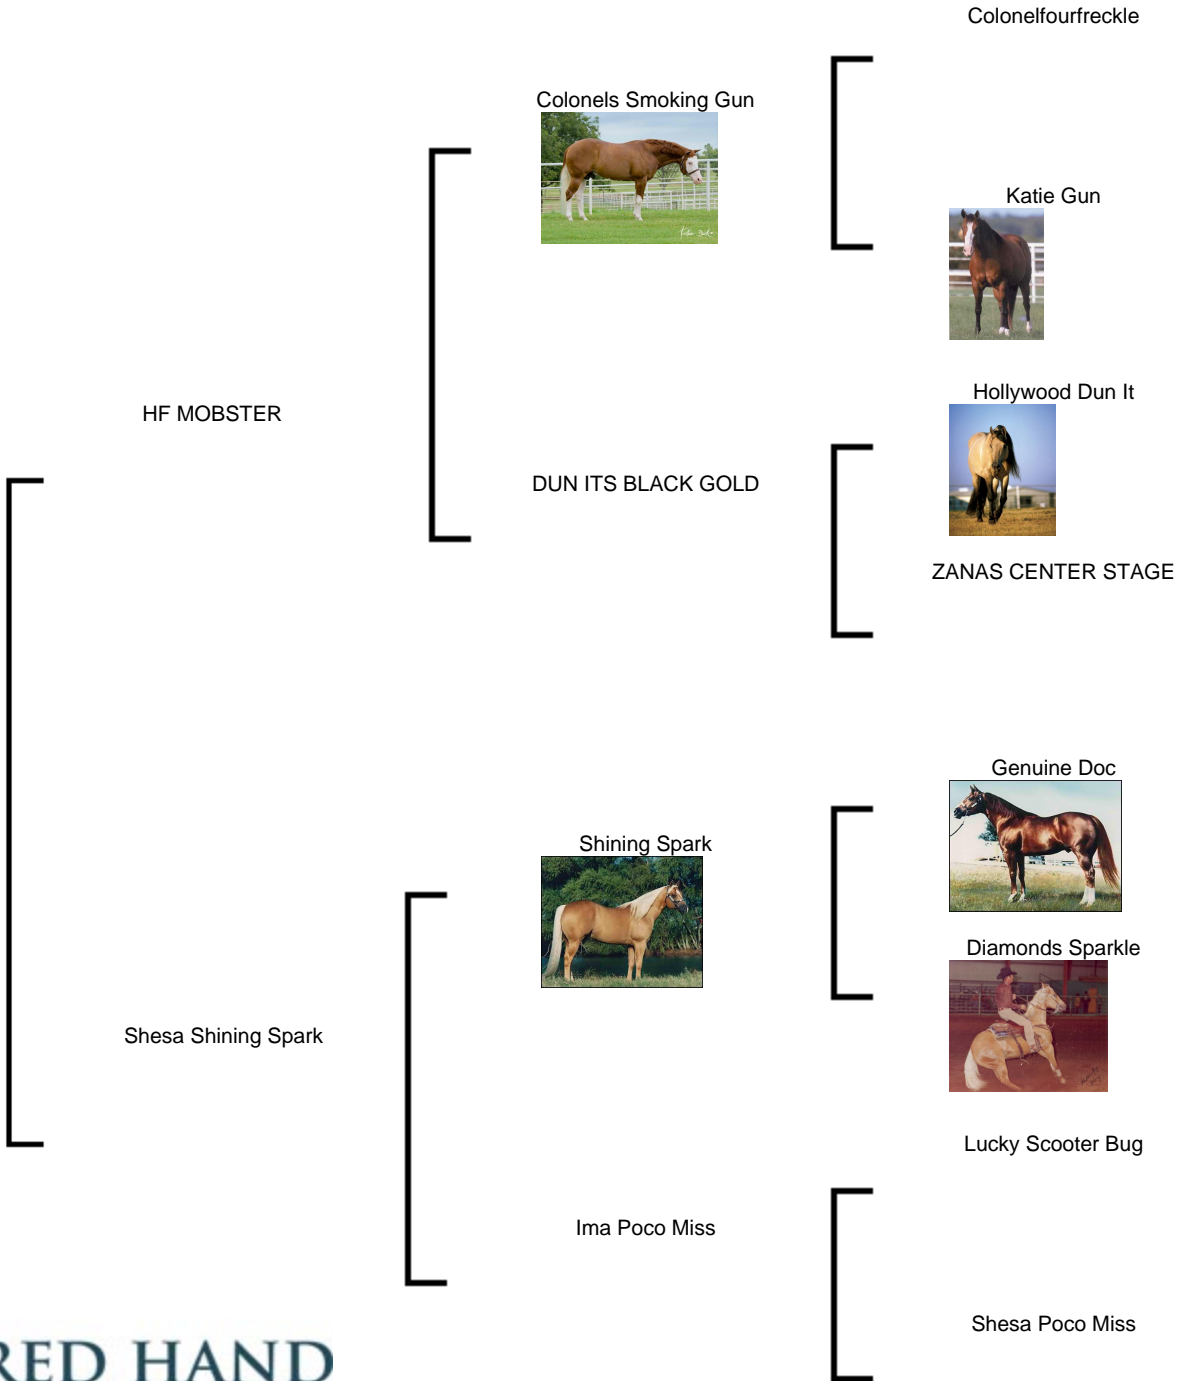 Colonelfourfreckle
Colonels Smoking Gun
Katie Gun
Hollywood Dun It
HF MOBSTER
DUN ITS BLACK GOLD
ZANAS CENTER STAGE
Genuine Doc
Shining Spark
Diamonds Sparkle
Shesa Shining Spark
Lucky Scooter Bug
Ima Poco Miss
Shesa Poco Miss
RED HAND